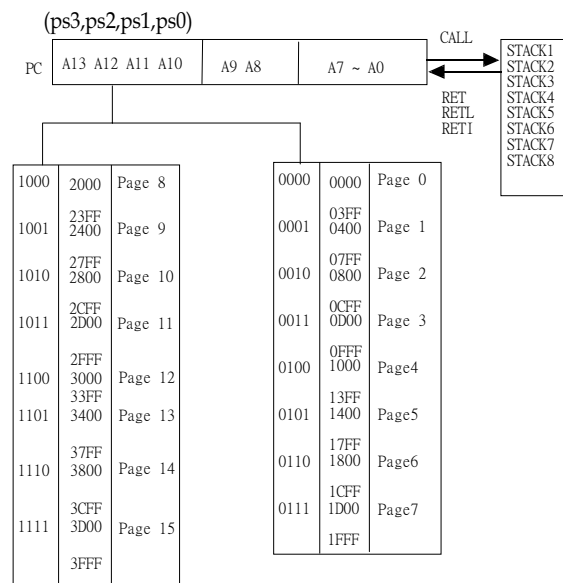 (ps3,ps2,ps1,ps0)
PC
A13 A12 A11 A10
A9 A8
A7 ~ A0
CALL
RET
RETL
RETI
STACK1
STACK2
STACK3
STACK4
STACK5
STACK6
STACK7
STACK8
1000 2000 Page 8
23FF
1001 2400 Page 9
27FF
1010 2800 Page 10
2CFF
1011 2D00 Page 11
2FFF
1100 3000 Page 12
33FF
1101 3400 Page 13
37FF
1110 3800 Page 14
3CFF
1111 3D00 Page 15
3FFF
0000 0000 Page 0
03FF
0001 0400 Page 1
07FF
0010 0800 Page 2
0CFF
0011 0D00 Page 3
0FFF
0100 1000 Page4
13FF
0101 1400 Page5
17FF
0110 1800 Page6
1CFF
0111 1D00 Page7
1FFF